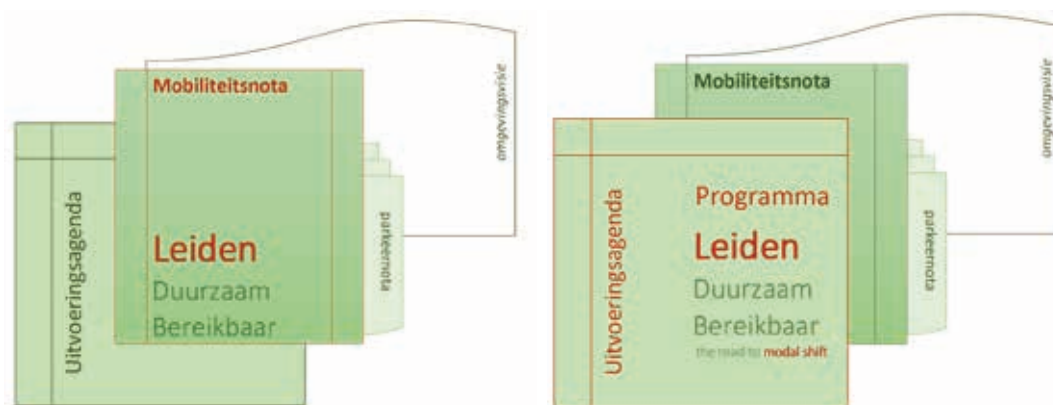 Mobiliteitsnota
omgevingsvisie
Uitvoeringsagenda
parkeernota
Leiden
Duurzaam
Bereikbaar
Mobiliteitsnota
omgevingsvisie
Uitvoeringsagenda
Programma
parkeernota
Leiden
Duurzaam
Bereikbaar
the road to modal shift